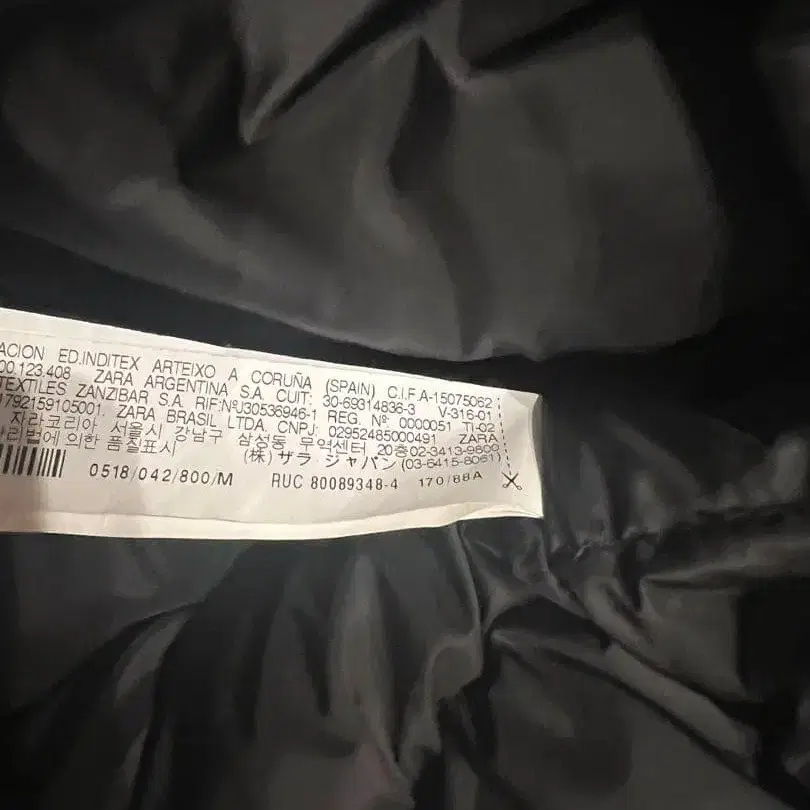 ACION ED.INDITEX ARTEIXO A CORUÑA (SPAIN) C.I.F.A-15075062
00.123.408 ZARA ARGENTINA S.A. CUIT: 30-69314836-3 V-316-01
TEXTILES ZANZIBAR S.A. RIF:NºJ30536946-1 REG. Nº 0000051 TI-02
1792159105001. ZARA BRASIL LTDA. CNPJ: 02952485000491 ZARA
자라코리아 서울시 강남구 삼성동 무역센터 20층02-3413-9800
리법에 의한 품질표시 (株) ザラ ジャパン (03-6415-8061)
0518/042/800/M RUC 80089348-4 170/88A